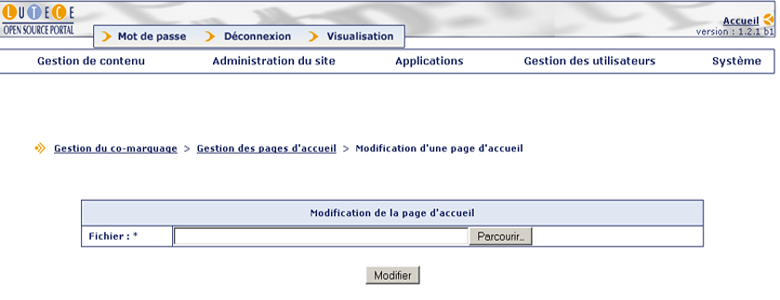 LUTECE
OPEN SOURCE PORTAL
Accueil
version : 1.2.1 b1
Mot de passe Déconnexion Visualisation
Gestion de contenu Administration du site Applications Gestion des utilisateurs Système
Gestion du co-marquage > Gestion des pages d'accueil > Modification d'une page d'accueil
Modification de la page d'accueil
Fichier : * Parcourir...
Modifier